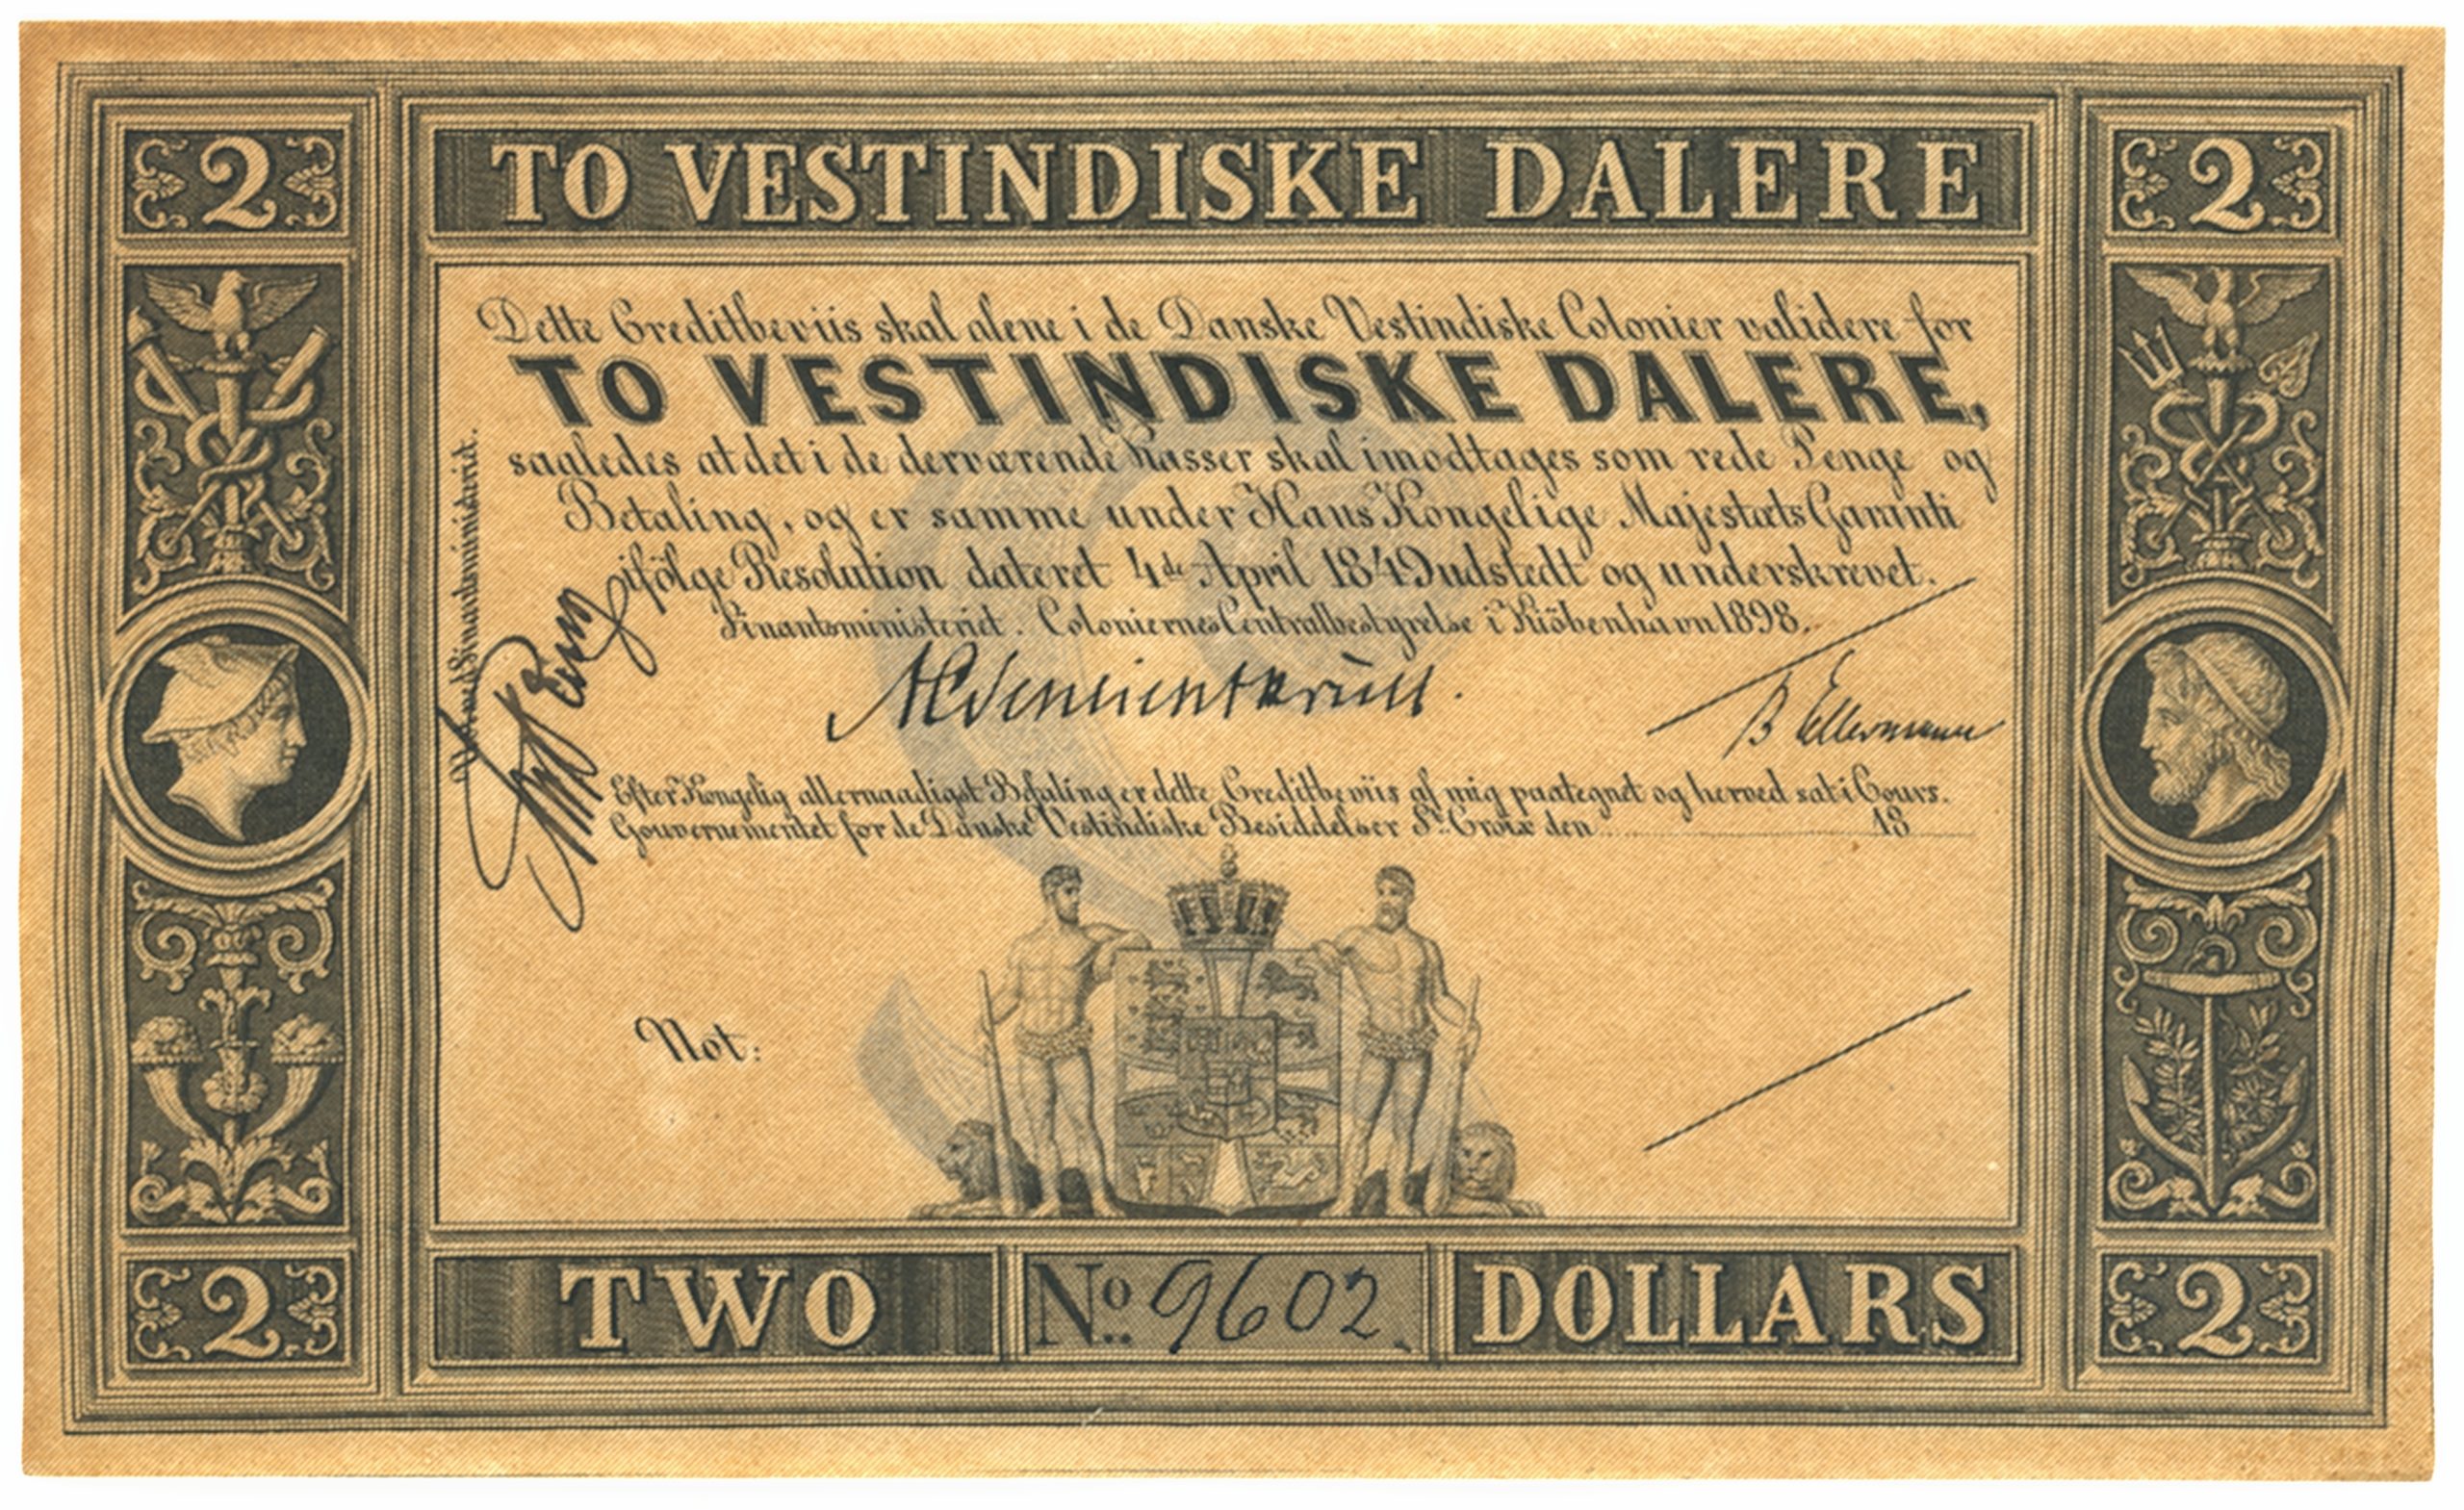 2 TO VESTINDISKE DALERE 2
Dette Creditbeviis skal alene i de Danske Vestindiske Colonier validere for
TO VESTINDISKE DALERE,
saaledes at det i de derværende Kasser skal imodtages som rede Penge og
Betaling, og er samme under Hans Kongelige Majestæts Garanti
ifölge Resolution dateret 4de April 1849 udstedt og underskrevet.
Finantsministeriet. Coloniernes Centralbestyrelse i Kiöbenhavn 1898.
Finantsministeriet.
B Ellermann
Efter Kongelig allernaadigst Befaling er dette Creditbeviis af mig paategnet og herved sat i Cours.
Gouvernementet for de Danske Vestindiske Besiddelser St. Croix den 18
Not:
2 TWO No. 9602. DOLLARS 2